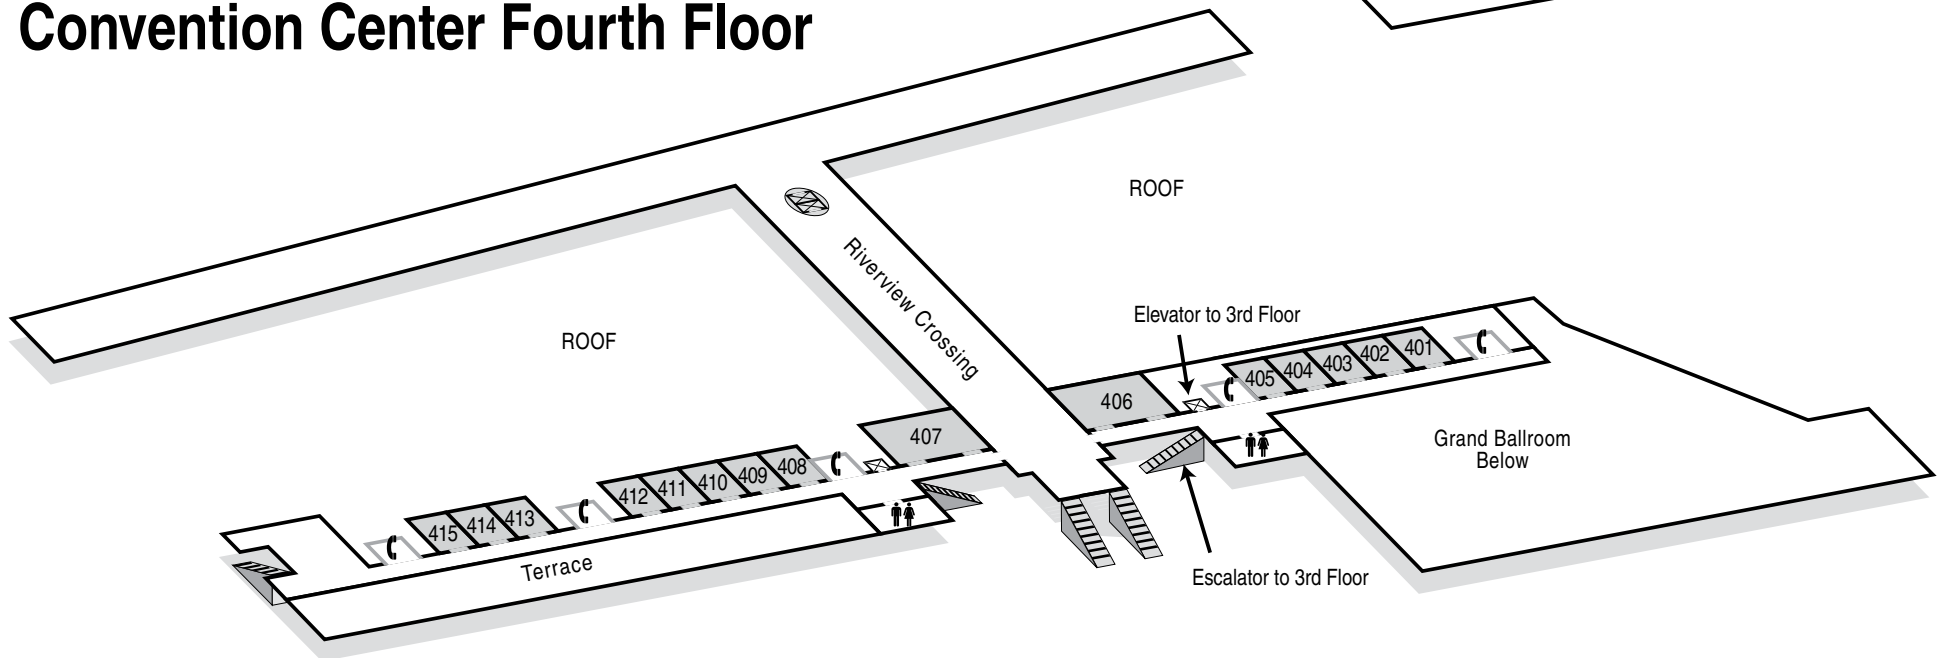 Convention Center Fourth Floor
ROOF
ROOF
Riverview Crossing
Elevator to 3rd Floor
401
402
403
404
405
406
407
408
409
410
411
412
413
414
415
Grand Ballroom
Below
Terrace
Escalator to 3rd Floor